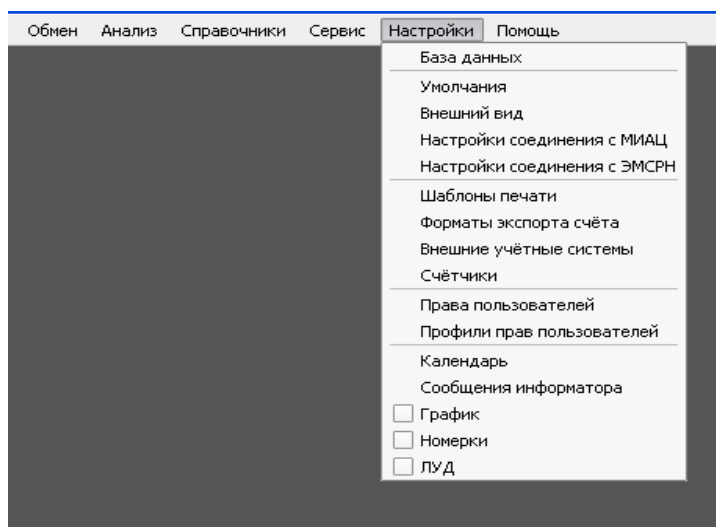 Обмен Анализ Справочники Сервис Настройки Помощь
База данных
Умолчания
Внешний вид
Настройки соединения с МИАЦ
Настройки соединения с ЭМСРН
Шаблоны печати
Форматы экспорта счёта
Внешние учётные системы
Счётчики
Права пользователей
Профили прав пользователей
Календарь
Сообщения информатора
График
Номерки
ЛУД